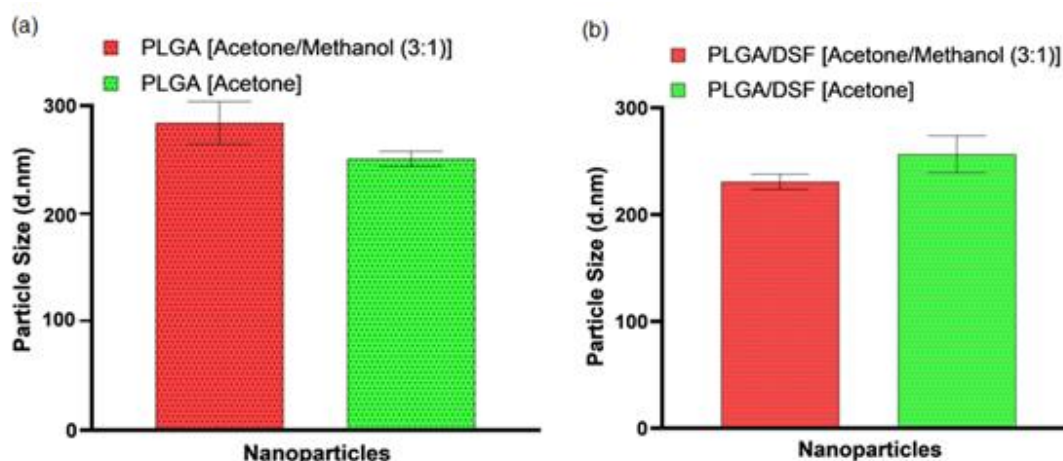 (a)
PLGA [Acetone/Methanol (3:1)]
PLGA [Acetone]
300
200
100
0
Particle Size (d.nm)
Nanoparticles
(b)
PLGA/DSF [Acetone/Methanol (3:1)]
PLGA/DSF [Acetone]
300
200
100
0
Particle Size (d.nm)
Nanoparticles